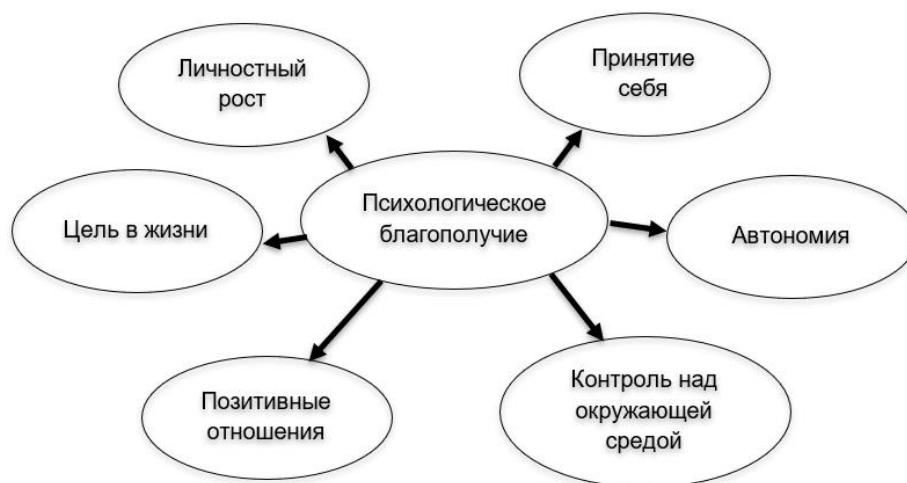 Личностный
рост
Принятие
себя
Психологическое
благополучие
Цель в жизни
Автономия
Позитивные
отношения
Контроль над
окружающей
средой